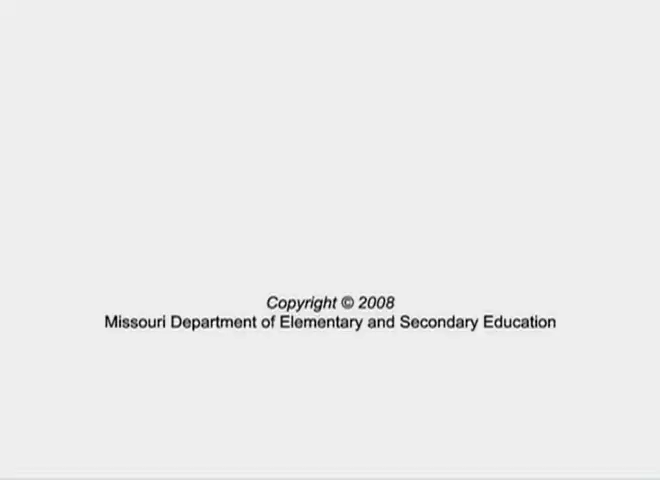 Copyright © 2008
Missouri Department of Elementary and Secondary Education